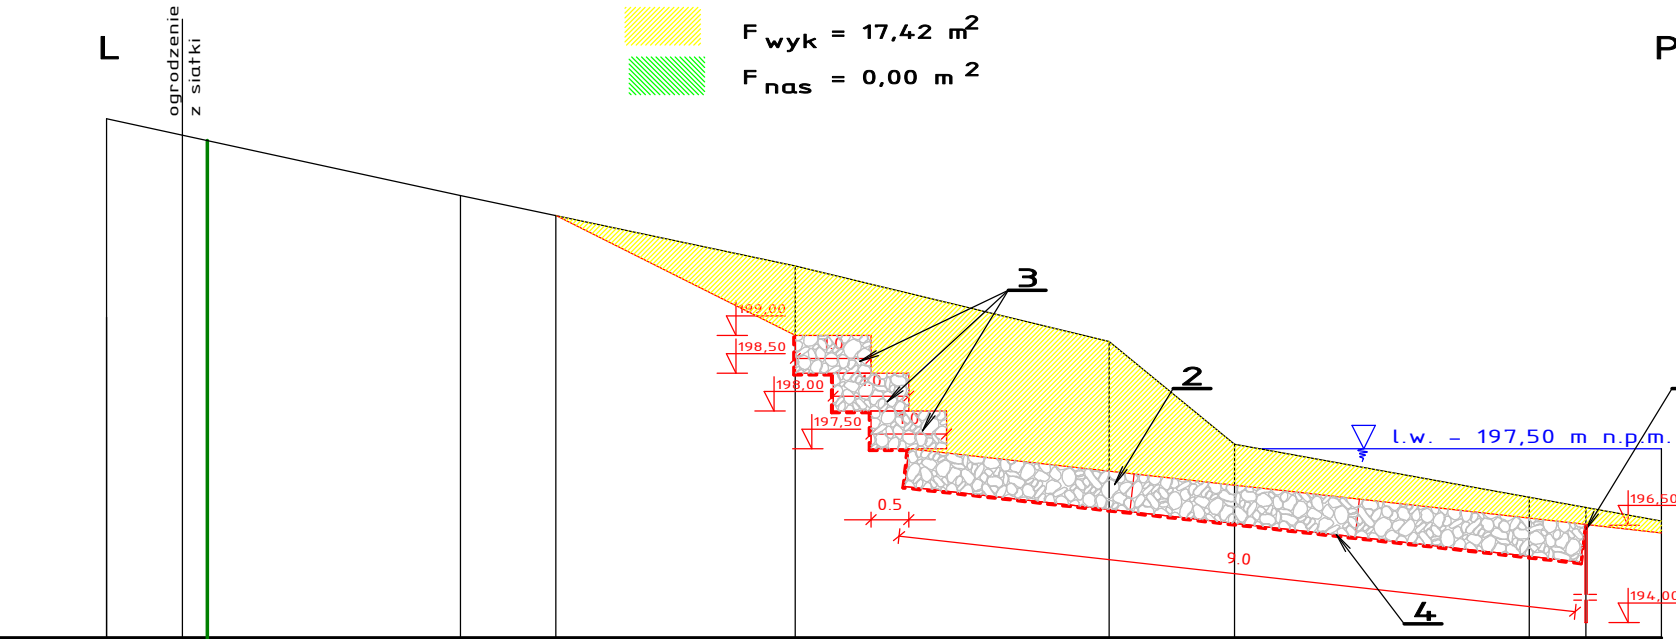 L
ogrodzenie
z siatki
F wyk = 17,42 m2
F nas = 0,00 m 2
P
3
199,00
198,50
1.0
198,00
1.0
197,50
1.0
2
l.w. – 197,50 m n.p.m.
196,50
0.5
9.0
4
194,00